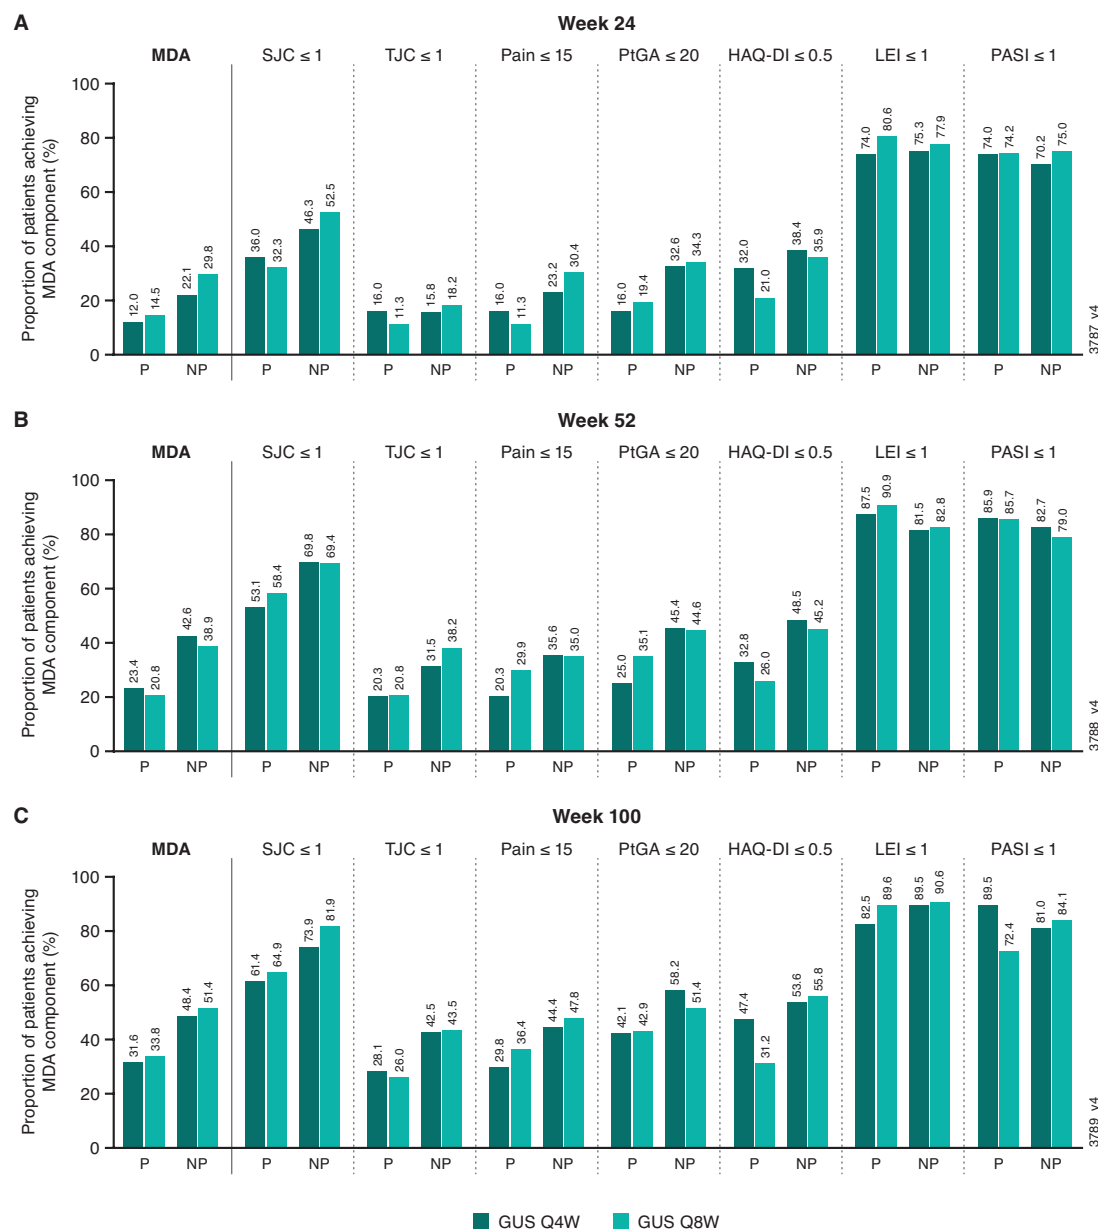 A
Week 24
MDA SJC ≤ 1 TJC ≤ 1 Pain ≤ 15 PtGA ≤ 20 HAQ-DI ≤ 0.5 LEI ≤ 1 PASI ≤ 1
Proportion of patients achieving
MDA component (%)
100
80
60
40
20
0
12.0 14.5 22.1 29.8 36.0 32.3 46.3 52.5 16.0 11.3 15.8 18.2 16.0 11.3 23.2 30.4 16.0 19.4 32.6 34.3 32.0 21.0 38.4 35.9 74.0 80.6 75.3 77.9 74.0 74.2 70.2 75.0
P NP P NP P NP P NP P NP P NP P NP P NP
3787 v4
B
Week 52
MDA SJC ≤ 1 TJC ≤ 1 Pain ≤ 15 PtGA ≤ 20 HAQ-DI ≤ 0.5 LEI ≤ 1 PASI ≤ 1
Proportion of patients achieving
MDA component (%)
100
80
60
40
20
0
23.4 20.8 42.6 38.9 53.1 58.4 69.8 69.4 20.3 20.8 31.5 38.2 20.3 29.9 35.6 35.0 25.0 35.1 45.4 44.6 32.8 26.0 48.5 45.2 87.5 90.9 81.5 82.8 85.9 85.7 82.7 79.0
P NP P NP P NP P NP P NP P NP P NP P NP
3788 v4
C
Week 100
MDA SJC ≤ 1 TJC ≤ 1 Pain ≤ 15 PtGA ≤ 20 HAQ-DI ≤ 0.5 LEI ≤ 1 PASI ≤ 1
Proportion of patients achieving
MDA component (%)
100
80
60
40
20
0
31.6 33.8 48.4 51.4 61.4 64.9 73.9 81.9 28.1 26.0 42.5 43.5 29.8 36.4 44.4 47.8 42.1 42.9 58.2 51.4 47.4 31.2 53.6 55.8 82.5 89.6 89.5 90.6 89.5 72.4 81.0 84.1
P NP P NP P NP P NP P NP P NP P NP P NP
3789 v4
GUS Q4W GUS Q8W